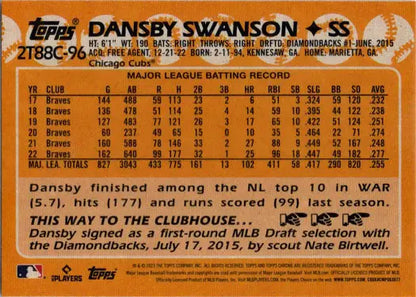 Topps
2T88C-96
DANSBY SWANSON ✦ SS
HT: 6'1" WT: 190 BATS: RIGHT THROWS: RIGHT DRFTD: DIAMONDBACKS #1-JUNE, 2015
ACQ: FREE AGENT, 12-21-22 BORN: 2-11-94, KENNESAW, GA. HOME: MARIETTA, GA.
Chicago Cubs
MAJOR LEAGUE BATTING RECORD
YR CLUB G AB R H 2B 3B HR RBI SB SLG BB SO AVG
17 Braves 144 488 59 113 23 2 6 51 3 .324 59 120 .232
18 Braves 136 478 51 114 25 4 14 59 10 .395 44 122 .238
19 Braves 127 483 77 121 26 3 17 65 10 .422 51 124 .251
20 Braves 60 237 49 65 15 0 10 35 5 .464 22 71 .274
21 Braves 160 588 78 146 33 2 27 88 9 .449 52 167 .248
22 Braves 162 640 99 177 32 1 25 96 18 .447 49 182 .277
MAJ. LEA. TOTALS 827 3043 433 775 161 13 102 411 58 .417 290 820 .255
Dansby finished among the NL top 10 in WAR
(5.7), hits (177) and runs scored (99) last season.
THIS WAY TO THE CLUBHOUSE...
Dansby signed as a first-round MLB Draft selection with
the Diamondbacks, July 17, 2015, by scout Nate Birtwell.
PLAYERS
Topps